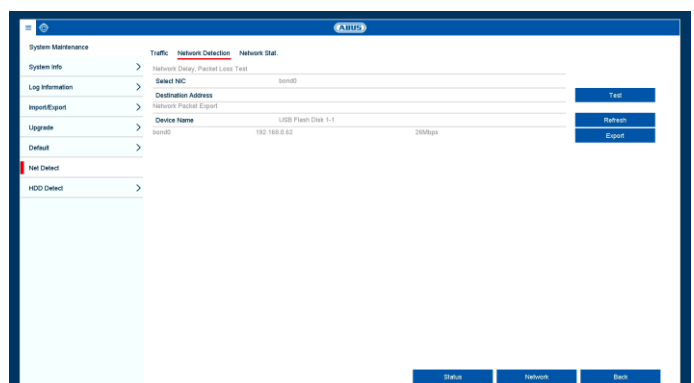 ABUS
System Maintenance
System Info
Log Information
Import/Export
Upgrade
Default
Net Detect
HDD Detect
Traffic Network Detection Network Stat.
Network Delay, Packet Loss Test
Select NIC bond0
Destination Address Test
Network Packet Export
Device Name USB Flash Disk 1-1 Refresh
bond0 192.168.0.62 26Mbps Export
Status Network Back